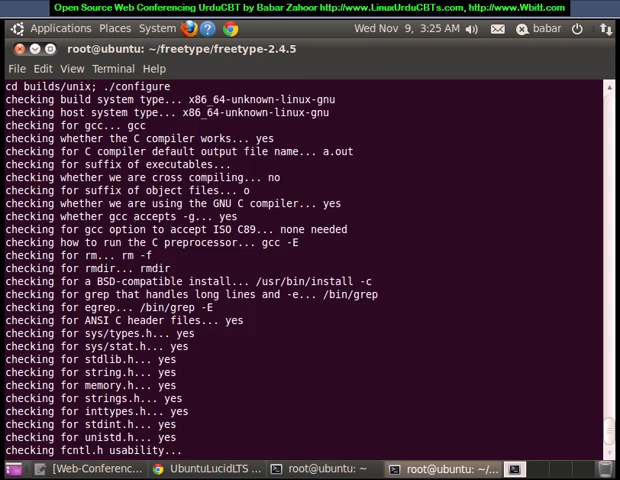 Open Source Web Conferencing UrduCBT by Babar Zahoor http://www.LinuxUrduCBTs.com, http://www.Wbitt.com
Applications Places System Wed Nov 9, 3:25 AM babar
root@ubuntu: ~/freetype/freetype-2.4.5
File Edit View Terminal Help
cd builds/unix; ./configure
checking build system type... x86_64-unknown-linux-gnu
checking host system type... x86_64-unknown-linux-gnu
checking for gcc... gcc
checking whether the C compiler works... yes
checking for C compiler default output file name... a.out
checking for suffix of executables...
checking whether we are cross compiling... no
checking for suffix of object files... o
checking whether we are using the GNU C compiler... yes
checking whether gcc accepts -g... yes
checking for gcc option to accept ISO C89... none needed
checking how to run the C preprocessor... gcc -E
checking for rm... rm -f
checking for rmdir... rmdir
checking for a BSD-compatible install... /usr/bin/install -c
checking for grep that handles long lines and -e... /bin/grep
checking for egrep... /bin/grep -E
checking for ANSI C header files... yes
checking for sys/types.h... yes
checking for sys/stat.h... yes
checking for stdlib.h... yes
checking for string.h... yes
checking for memory.h... yes
checking for strings.h... yes
checking for inttypes.h... yes
checking for stdint.h... yes
checking for unistd.h... yes
checking fcntl.h usability...
[Web-Conferenc... UbuntuLucidLTS ... root@ubuntu: ~ root@ubuntu: ~/...